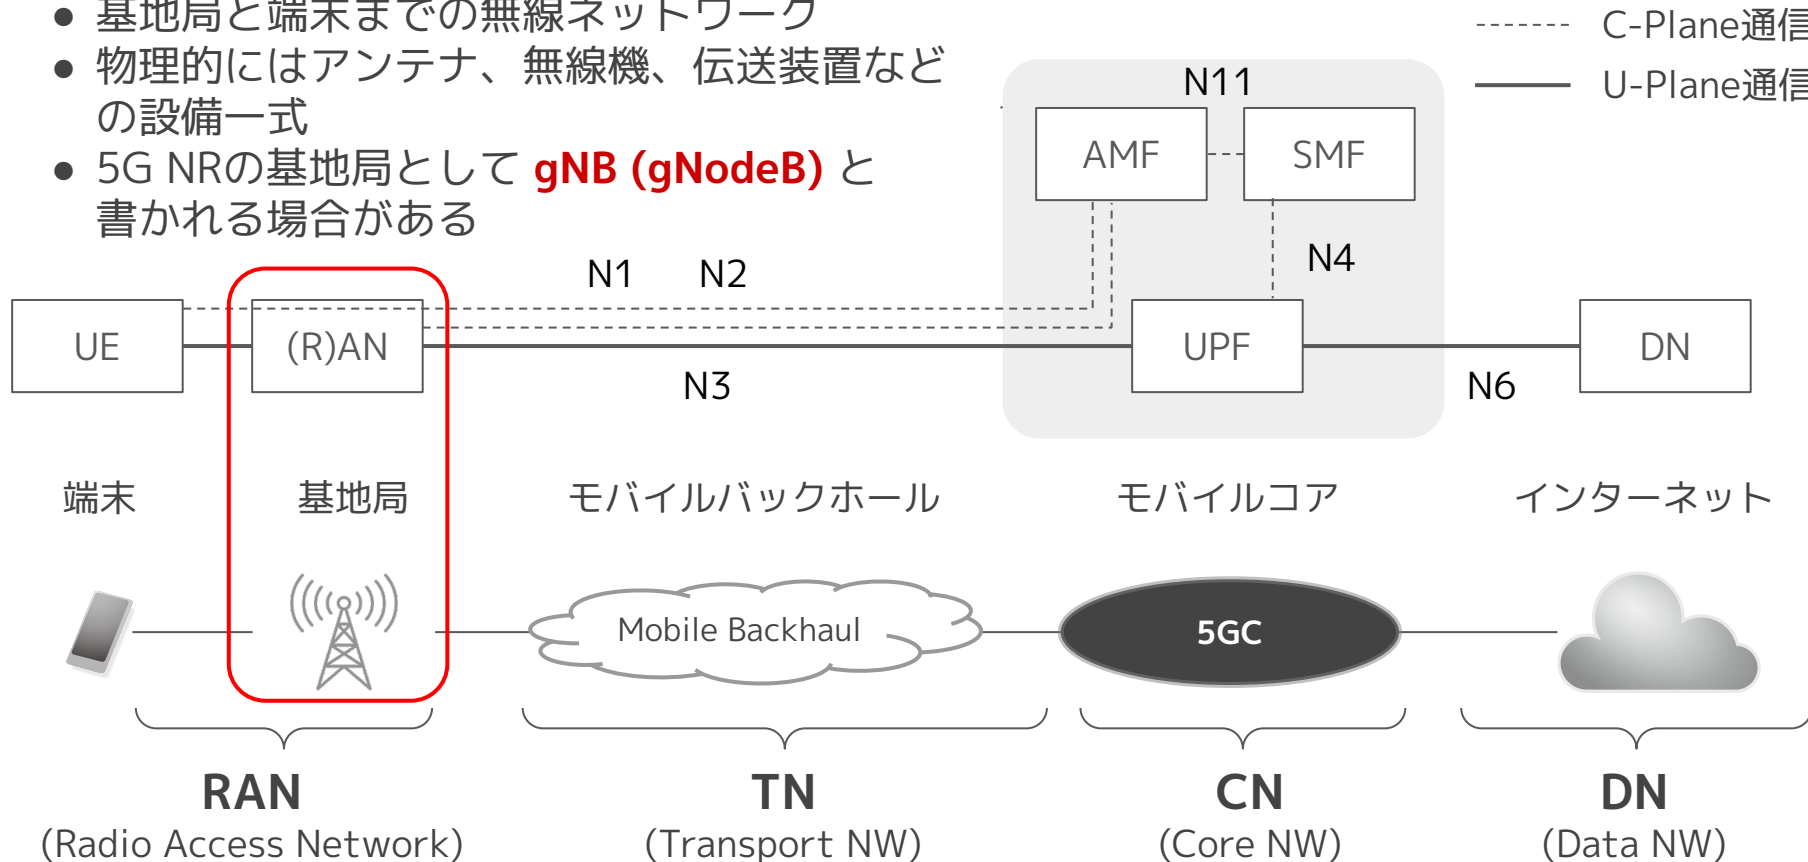 ● 基地局と端末までの無線ネットワーク
● 物理的にはアンテナ、無線機、伝送装置など
の設備一式
● 5G NRの基地局として gNB (gNodeB) と
書かれる場合がある
C-Plane通信
U-Plane通信
N11
AMF
SMF
N4
N1
N2
UE
(R)AN
UPF
DN
N3
N6
端末
基地局
モバイルバックホール
モバイルコア
インターネット
Mobile Backhaul
5GC
RAN
TN
CN
DN
(Radio Access Network)
(Transport NW)
(Core NW)
(Data NW)